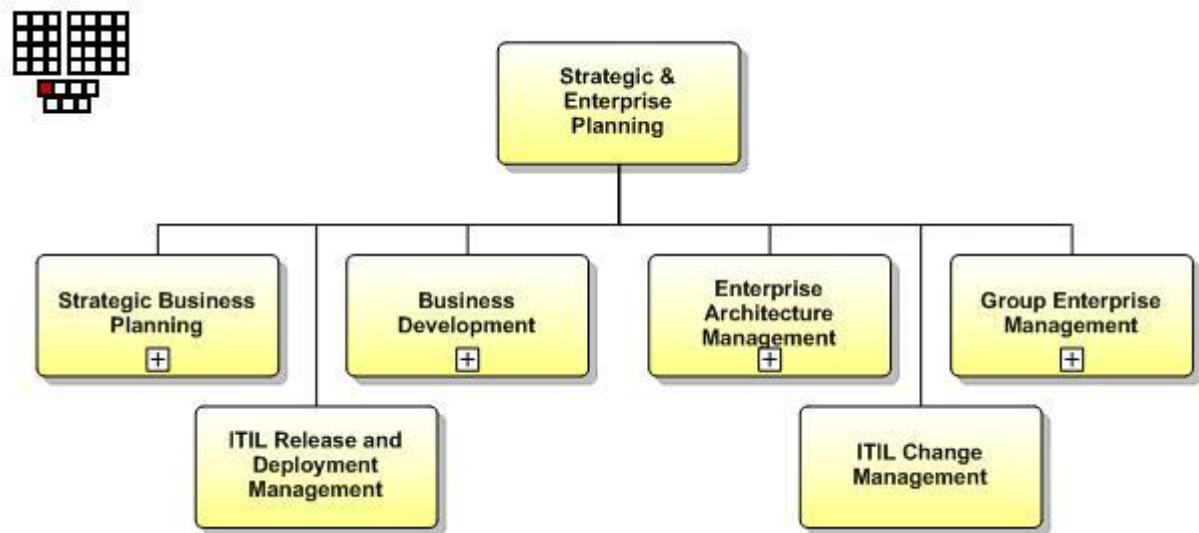 Strategic &
Enterprise
Planning
Strategic Business
Planning
Business
Development
Enterprise
Architecture
Management
Group Enterprise
Management
ITIL Release and
Deployment
Management
ITIL Change
Management